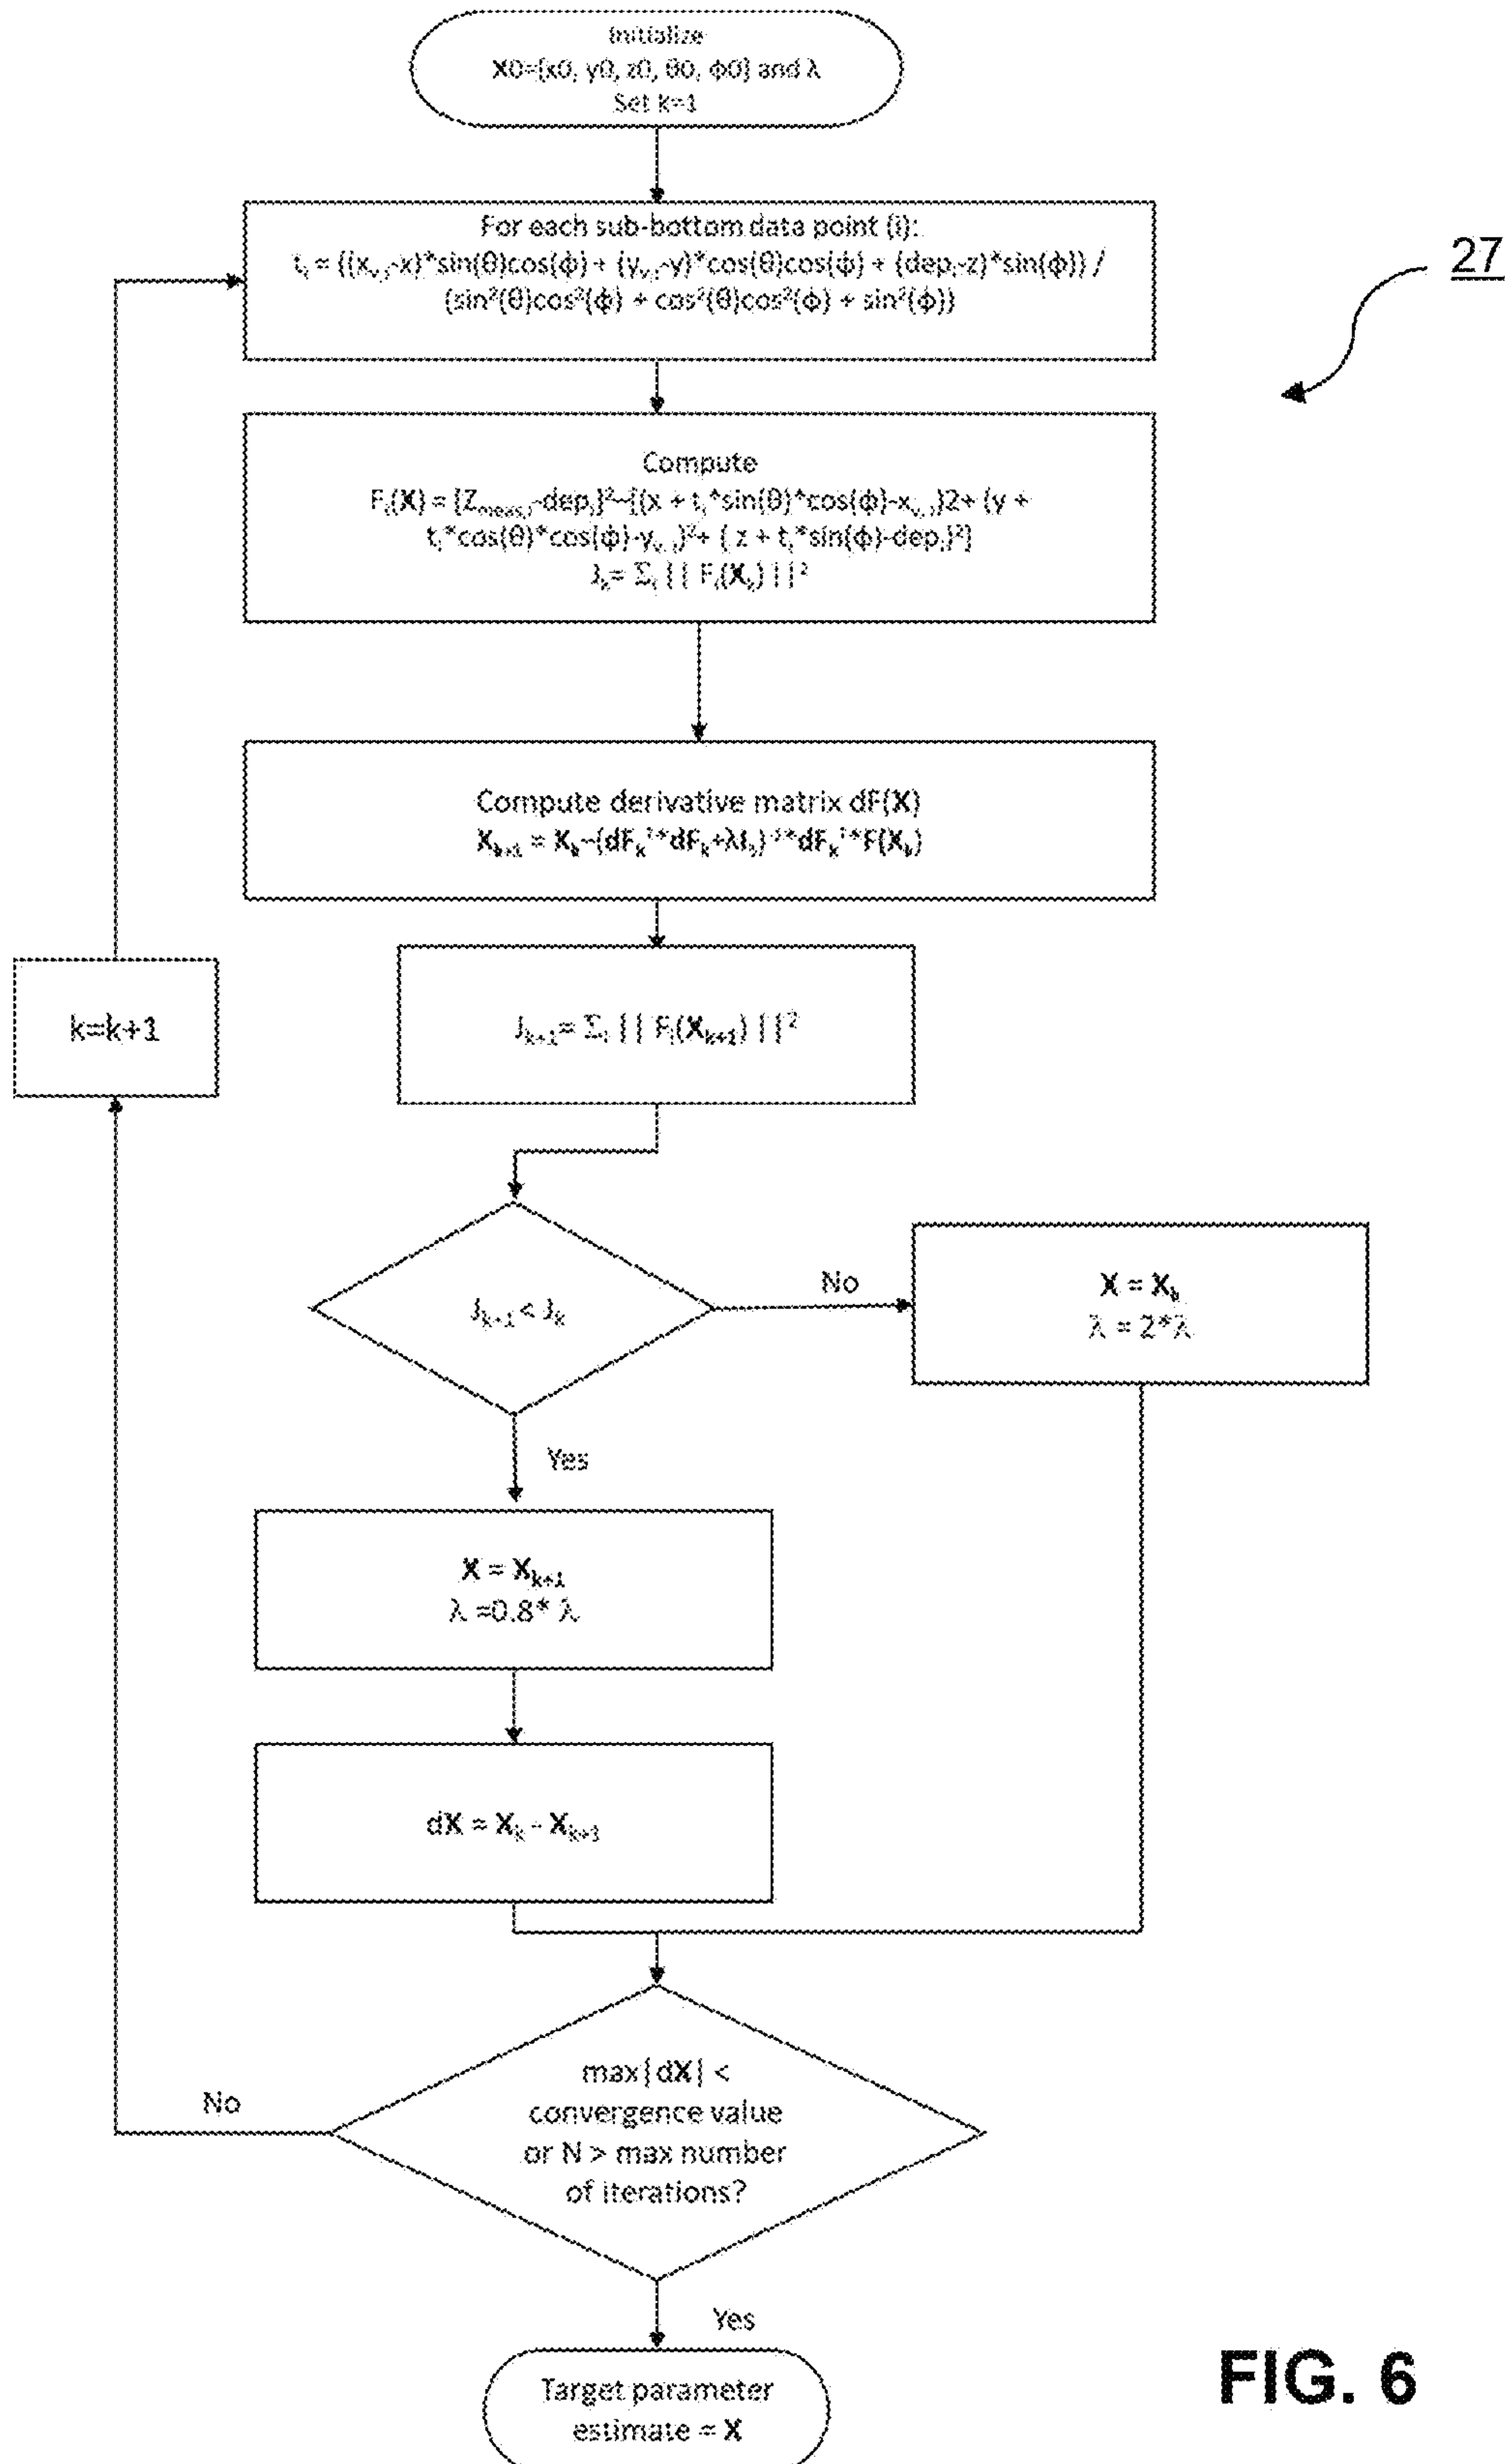 Initialize
X0=[x0, y0, z0, θ0, ϕ0] and λ
Set k=1
For each sub-bottom data point (i):
tᵢ = ((xᵥ,ᵢ-x)*sin(θ)cos(ϕ) + (yᵥ,ᵢ-y)*cos(θ)cos(ϕ) + (depᵢ-z)*sin(ϕ)) /
(sin²(θ)cos²(ϕ) + cos²(θ)cos²(ϕ) + sin²(ϕ))
27
Compute
Fᵢ(X) = [Z_meas,i-depᵢ]²-[(x + tᵢ*sin(θ)*cos(ϕ)-xᵥ,ᵢ)2+ (y +
tᵢ*cos(θ)*cos(ϕ)-yᵥ,ᵢ)²+ ( z + tᵢ*sin(ϕ)-depᵢ)²]
Jₖ= Σᵢ || Fᵢ(Xₖ) ||²
Compute derivative matrix dF(X)
Xₖ₊₁ = Xₖ-(dFₖᵀ*dFₖ+λI₅)⁻¹*dFₖᵀ*F(Xₖ)
k=k+1
Jₖ₊₁= Σᵢ || Fᵢ(Xₖ₊₁) ||²
Jₖ₊₁ < Jₖ
No
X = Xₖ
λ = 2*λ
Yes
X = Xₖ₊₁
λ =0.8* λ
dX = Xₖ - Xₖ₊₁
max|dX| <
convergence value
or N > max number
of iterations?
No
Yes
Target parameter
estimate = X
FIG. 6